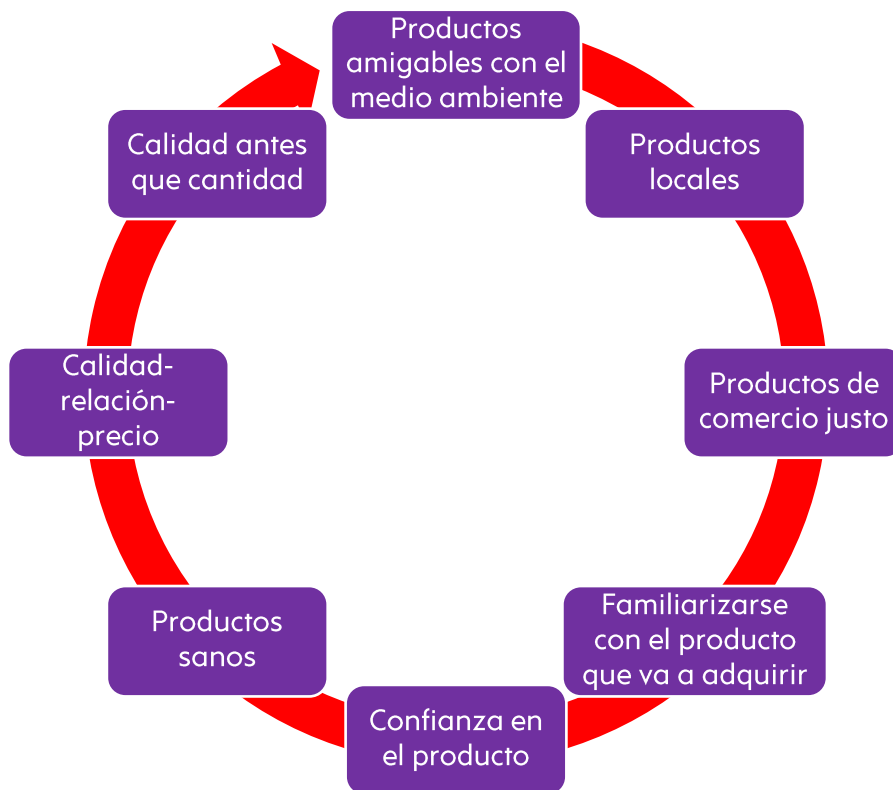 Productos
amigables con el
medio ambiente
Productos
locales
Productos de
comercio justo
Familiarizarse
con el producto
que va a adquirir
Confianza en
el producto
Productos
sanos
Calidad-
relación-
precio
Calidad antes
que cantidad